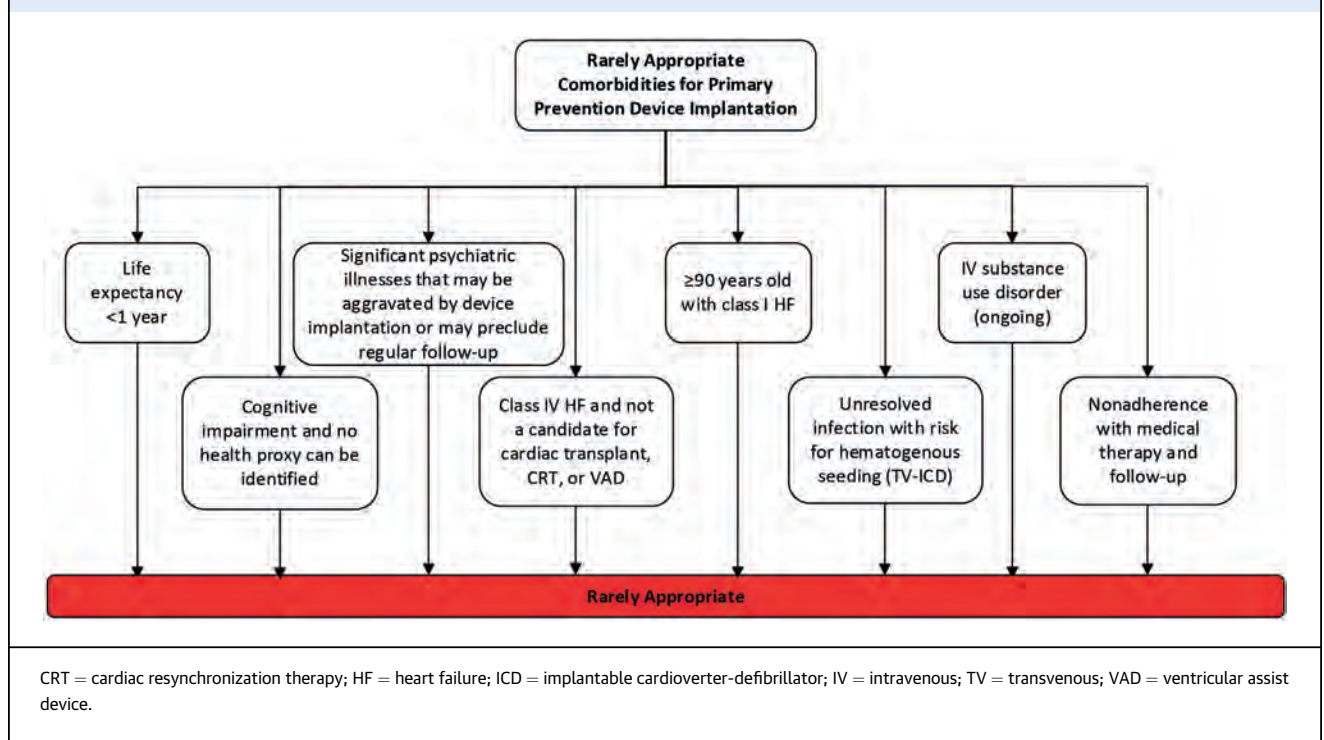 Rarely Appropriate
Comorbidities for Primary
Prevention Device Implantation
Life
expectancy
<1 year
Significant psychiatric
illnesses that may be
aggravated by device
implantation or may preclude
regular follow-up
≥90 years old
with class I HF
IV substance
use disorder
(ongoing)
Cognitive
impairment and no
health proxy can be
identified
Class IV HF and not
a candidate for
cardiac transplant,
CRT, or VAD
Unresolved
infection with risk
for hematogenous
seeding (TV-ICD)
Nonadherence
with medical
therapy and
follow-up
Rarely Appropriate
CRT = cardiac resynchronization therapy; HF = heart failure; ICD = implantable cardioverter-defibrillator; IV = intravenous; TV = transvenous; VAD = ventricular assist
device.